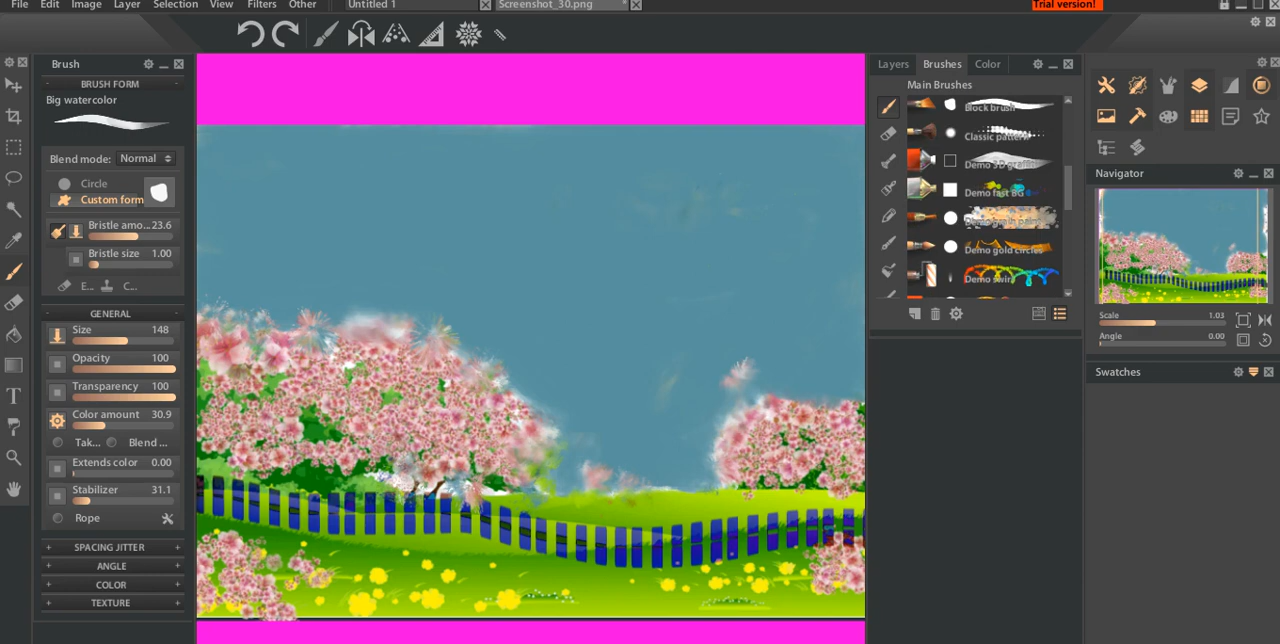 File Edit Image Layer Selection View Filters Other
Untitled 1
Screenshot_30.png *
Trial version!
Brush
BRUSH FORM
Big watercolor
Blend mode: Normal
Circle
Custom form
Bristle amo...23.6
Bristle size 1.00
E... C...
GENERAL
Size 148
Opacity 100
Transparency 100
Color amount 30.9
Tak... Blend ...
Extends color 0.00
Stabilizer 31.1
Rope
+ SPACING JITTER +
+ ANGLE +
+ COLOR +
+ TEXTURE +
Layers Brushes Color
Main Brushes
Block brush
Classic pattern
Demo 3D graffiti
Demo fast BG
Demo gold circles
Demo swirl
Navigator
Scale 1.03
Angle 0.00
Swatches